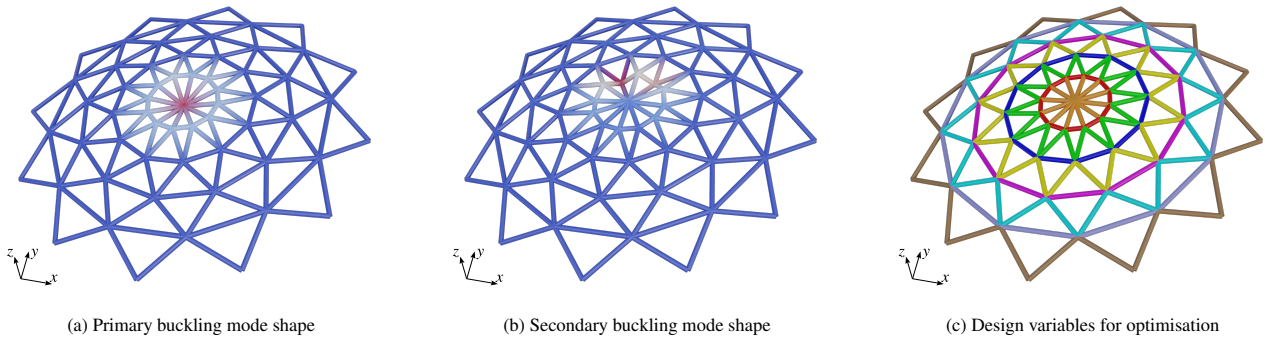 z y x
z y x
z y x
(a) Primary buckling mode shape
(b) Secondary buckling mode shape
(c) Design variables for optimisation